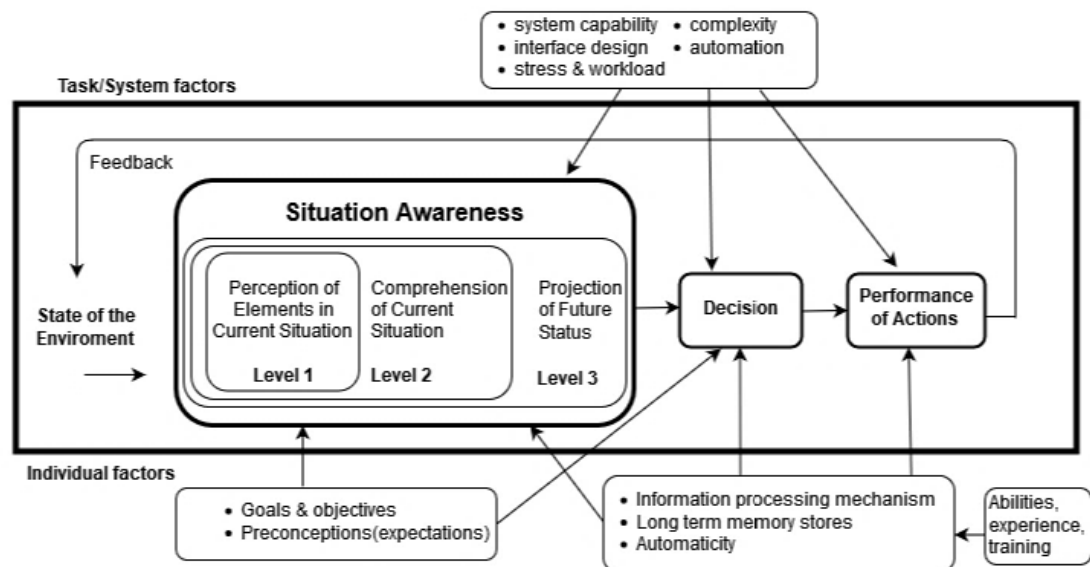 • system capability • complexity
• interface design • automation
• stress & workload
Task/System factors
Feedback
Situation Awareness
Perception of
Elements in
Current Situation
Level 1
Comprehension
of Current
Situation
Level 2
Projection
of Future
Status
Level 3
State of the
Enviroment
Decision
Performance
of Actions
Individual factors
• Goals & objectives
• Preconceptions(expectations)
• Information processing mechanism
• Long term memory stores
• Automaticity
Abilities,
experience,
training